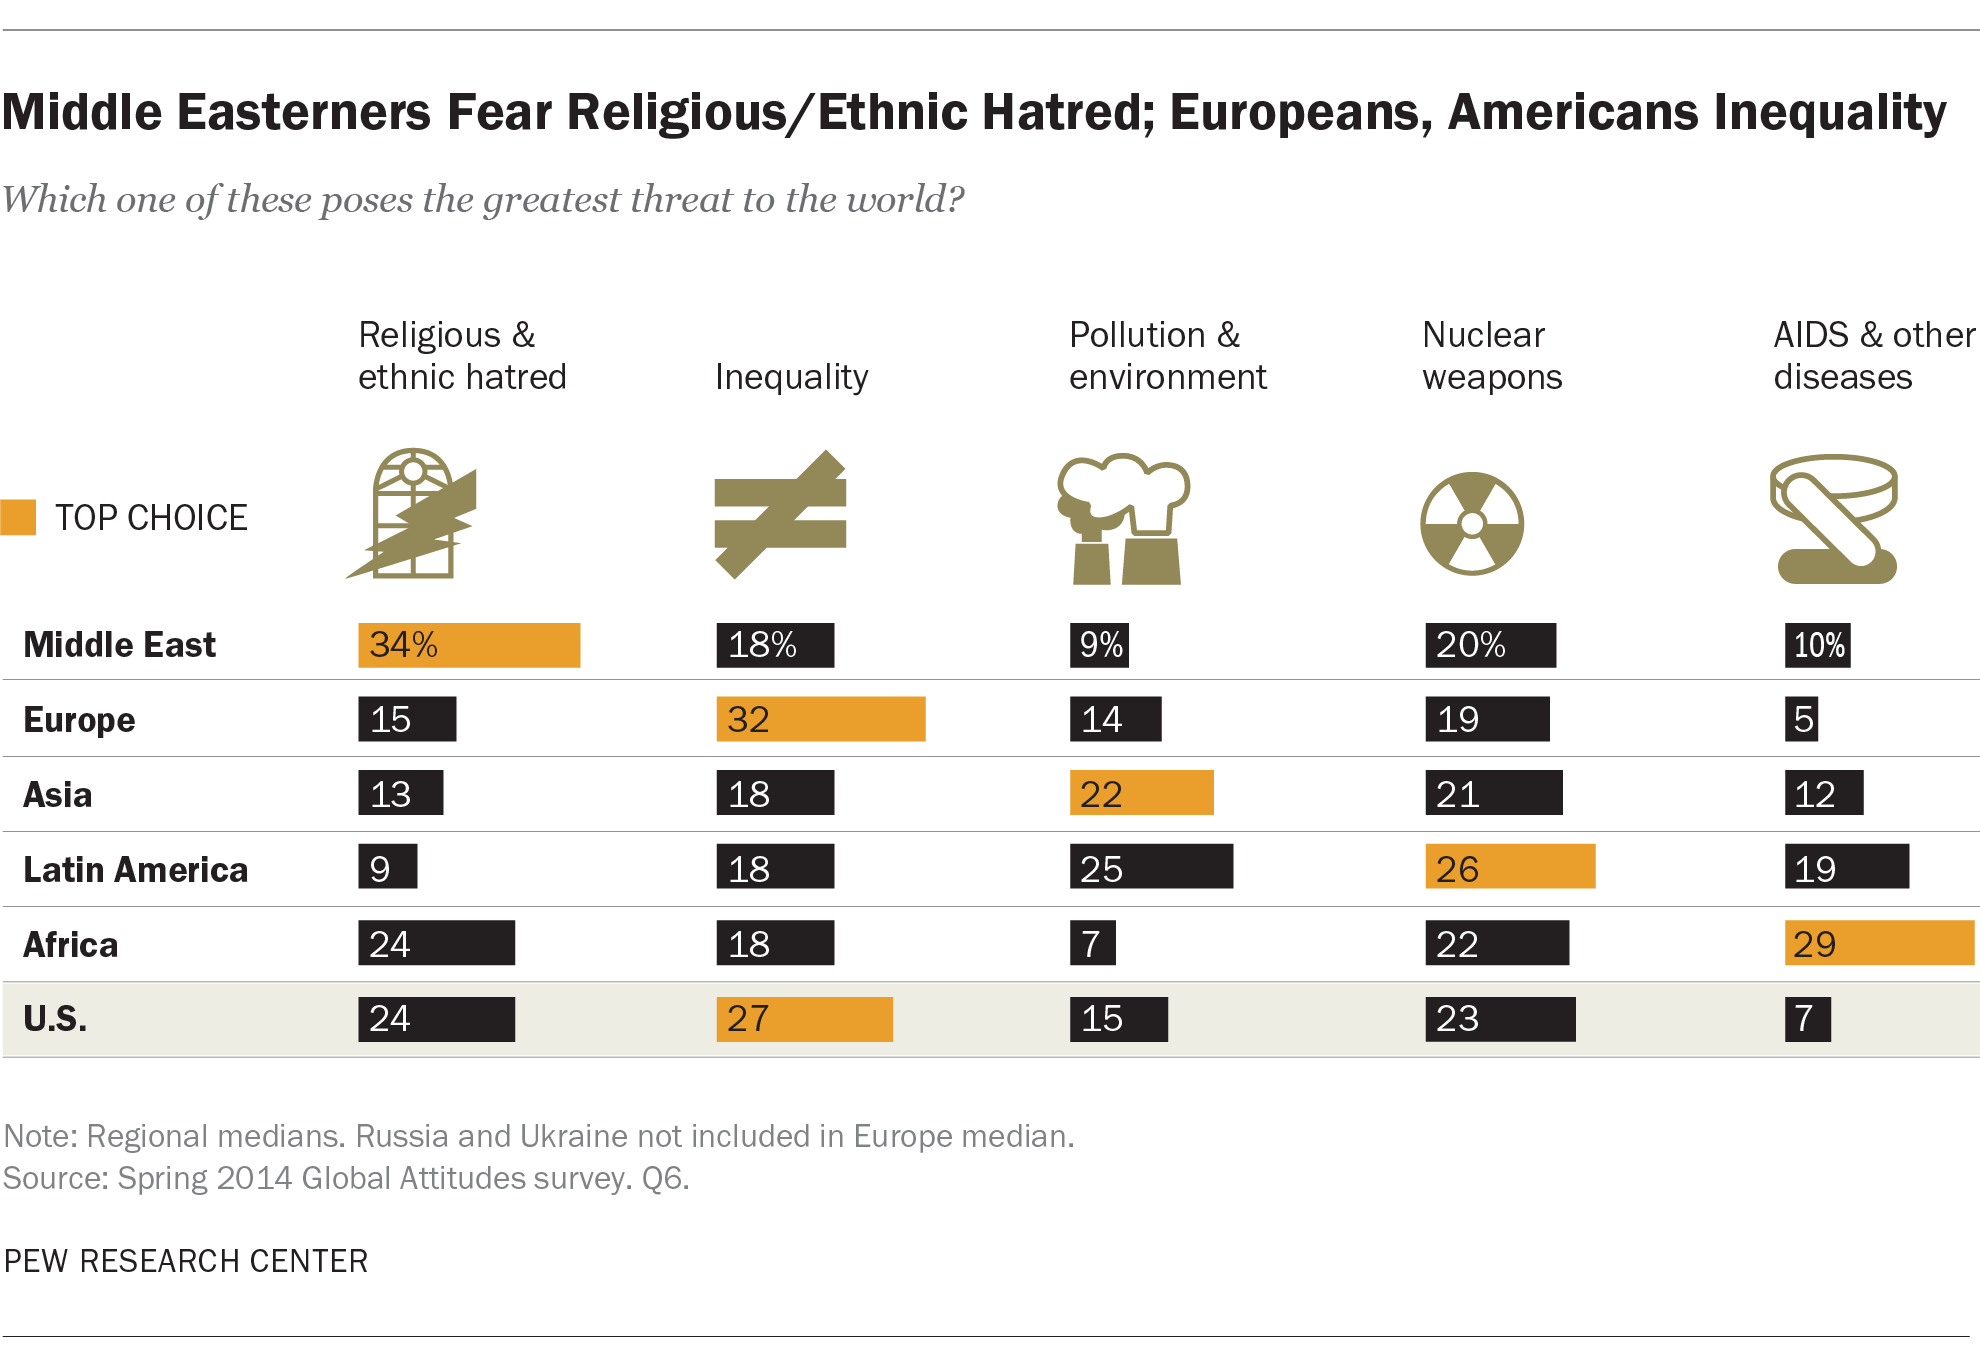 Middle Easterners Fear Religious/Ethnic Hatred; Europeans, Americans Inequality
Which one of these poses the greatest threat to the world?
Religious &
ethnic hatred
Inequality
Pollution &
environment
Nuclear
weapons
AIDS & other
diseases
TOP CHOICE
Middle East 34% 18% 9% 20% 10%
Europe 15 32 14 19 5
Asia 13 18 22 21 12
Latin America 9 18 25 26 19
Africa 24 18 7 22 29
U.S. 24 27 15 23 7
Note: Regional medians. Russia and Ukraine not included in Europe median.
Source: Spring 2014 Global Attitudes survey. Q6.
PEW RESEARCH CENTER